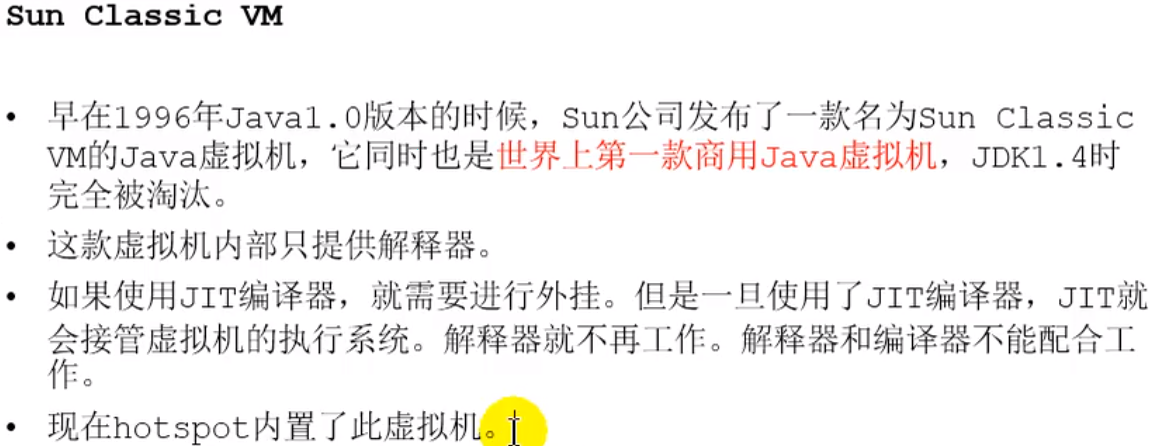 Sun Classic VM
• 早在1996年Java1.0版本的时候，Sun公司发布了一款名为Sun Classic
VM的Java虚拟机，它同时也是世界上第一款商用Java虚拟机，JDK1.4时
完全被淘汰。
• 这款虚拟机内部只提供解释器。
• 如果使用JIT编译器，就需要进行外挂。但是一旦使用了JIT编译器，JIT就
会接管虚拟机的执行系统。解释器就不再工作。解释器和编译器不能配合工
作。
• 现在hotspot内置了此虚拟机。